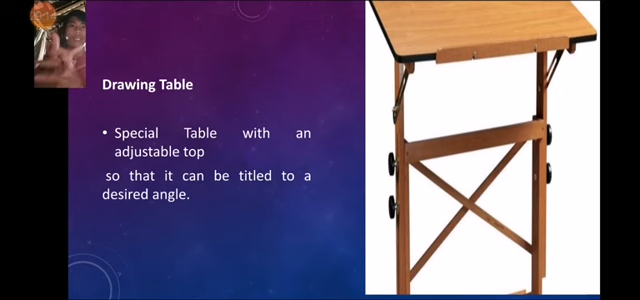 Drawing Table
• Special Table with an
adjustable top
so that it can be titled to a
desired angle.